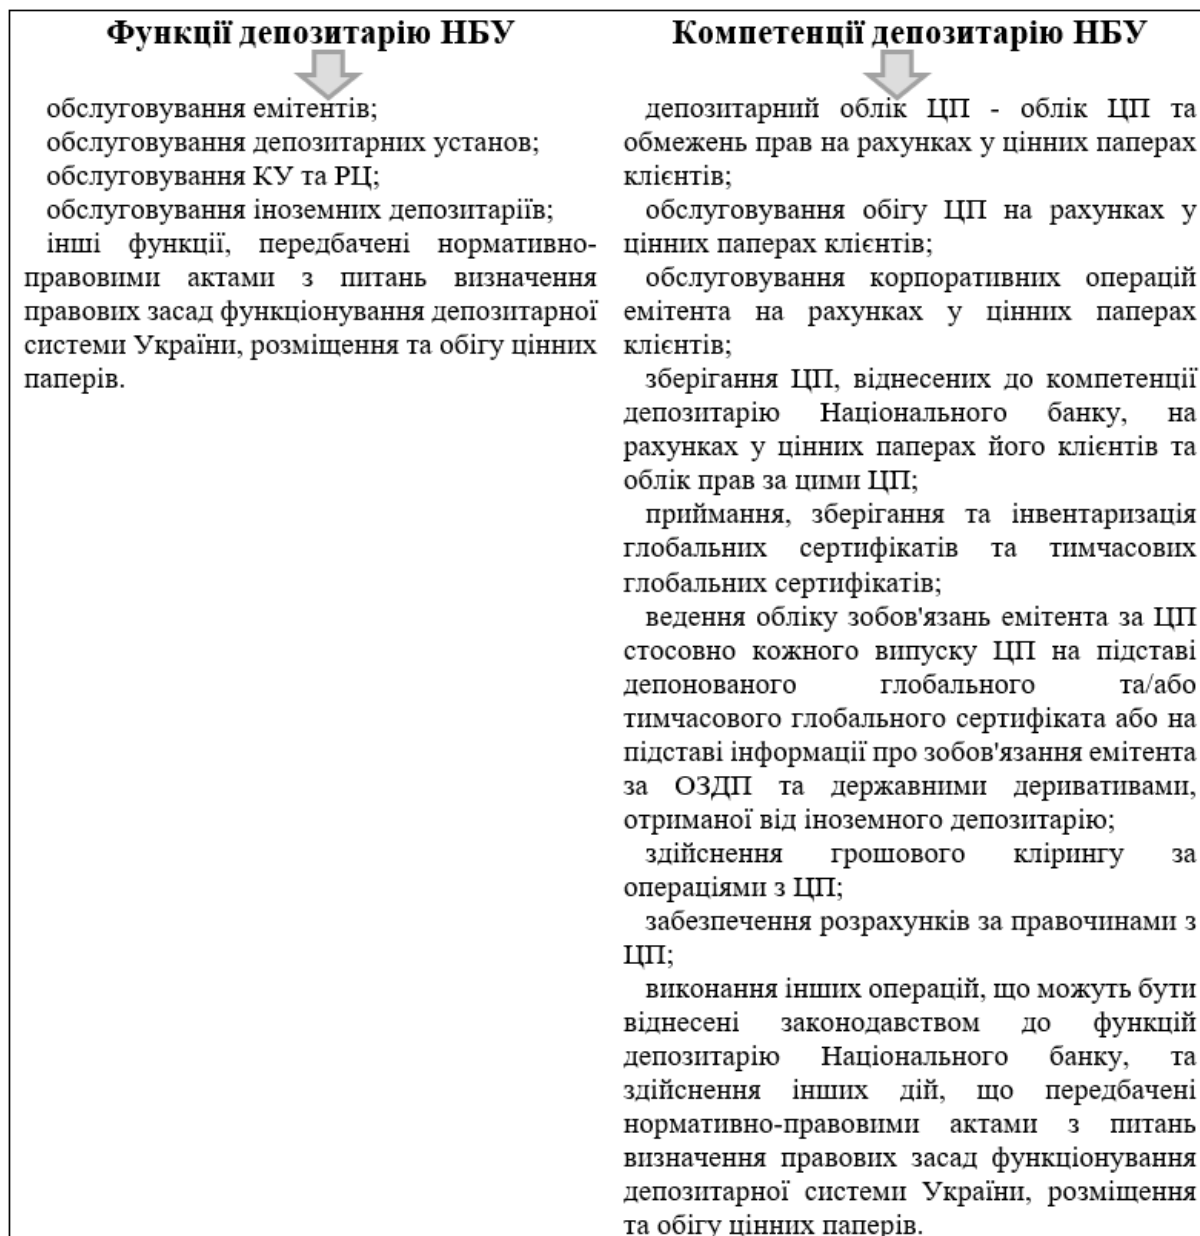 Функції депозитарію НБУ
обслуговування емітентів;
обслуговування депозитарних установ;
обслуговування КУ та РЦ;
обслуговування іноземних депозитаріїв;
інші функції, передбачені нормативно-
правовими актами з питань визначення
правових засад функціонування депозитарної
системи України, розміщення та обігу цінних
паперів.
Компетенції депозитарію НБУ
депозитарний облік ЦП - облік ЦП та
обмежень прав на рахунках у цінних паперах
клієнтів;
обслуговування обігу ЦП на рахунках у
цінних паперах клієнтів;
обслуговування корпоративних операцій
емітента на рахунках у цінних паперах
клієнтів;
зберігання ЦП, віднесених до компетенції
депозитарію Національного банку, на
рахунках у цінних паперах його клієнтів та
облік прав за цими ЦП;
приймання, зберігання та інвентаризація
глобальних сертифікатів та тимчасових
глобальних сертифікатів;
ведення обліку зобов'язань емітента за ЦП
стосовно кожного випуску ЦП на підставі
депонованого глобального та/або
тимчасового глобального сертифіката або на
підставі інформації про зобов'язання емітента
за ОЗДП та державними деривативами,
отриманої від іноземного депозитарію;
здійснення грошового клірингу за
операціями з ЦП;
забезпечення розрахунків за правочинами з
ЦП;
виконання інших операцій, що можуть бути
віднесені законодавством до функцій
депозитарію Національного банку, та
здійснення інших дій, що передбачені
нормативно-правовими актами з питань
визначення правових засад функціонування
депозитарної системи України, розміщення
та обігу цінних паперів.